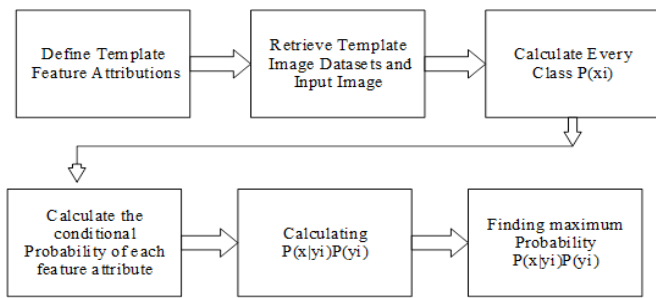 Define Template
Feature Attributions
Retrieve Template
Image Datasets and
Input Image
Calculate Every
Class P(xi)
Calculate the
conditional
Probability of each
feature attribute
Calculating
P(x|yi)P(yi)
Finding maximum
Probability
P(x|yi)P(yi)